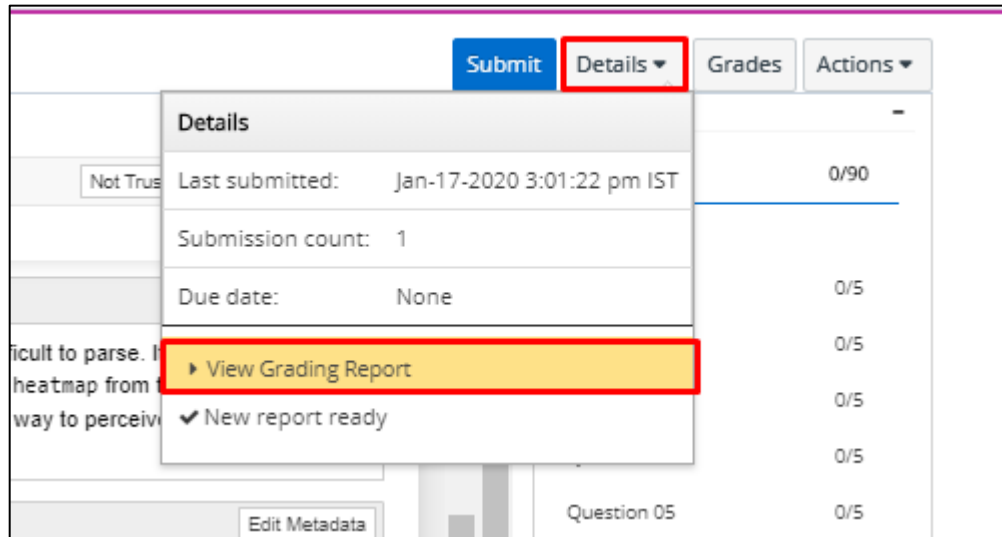 Submit Details Grades Actions
Details
Not Trus
Last submitted: Jan-17-2020 3:01:22 pm IST
0/90
Submission count: 1
Due date: None
0/5
ficult to parse. I
View Grading Report
0/5
heatmap from t
0/5
way to perceiv
New report ready
0/5
Edit Metadata
Question 05 0/5